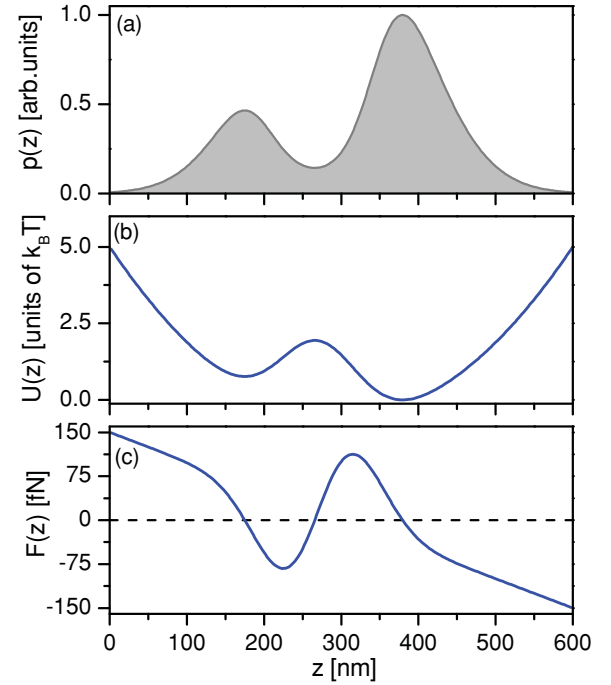 (a)
p(z) [arb.units]
1.0
0.5
0.0
(b)
U(z) [units of k_BT]
5.0
2.5
0.0
(c)
F(z) [fN]
150
75
0
-150
-75
0 100 200 300 400 500 600
z [nm]